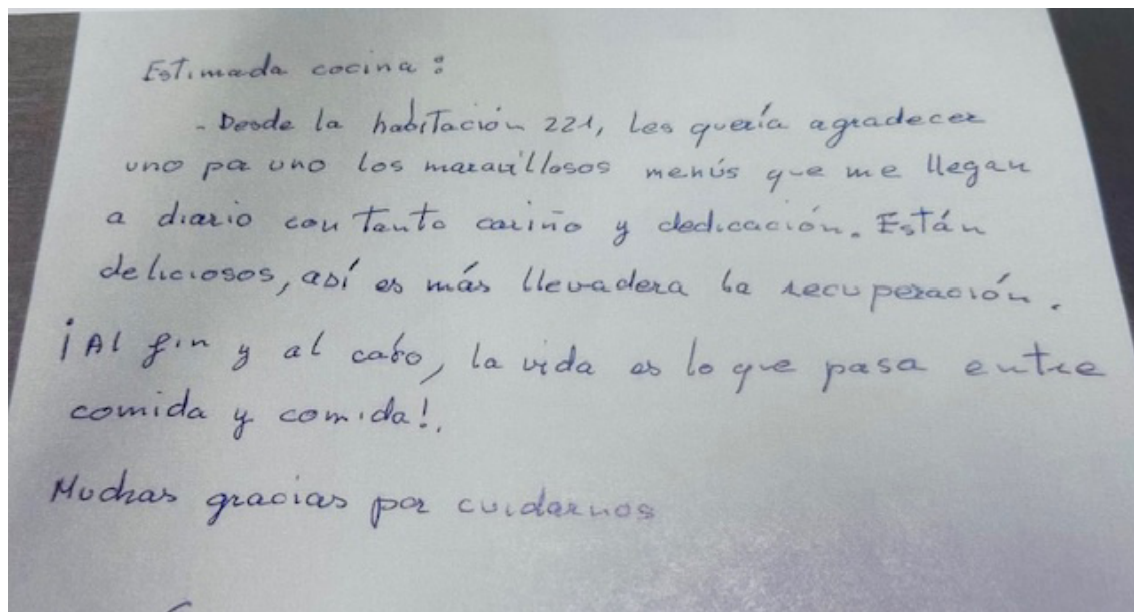 Estimada cocina:
- Desde la habitación 221, les quería agradecer
uno por uno los maravillosos menús que me llegan
a diario con tanto cariño y dedicación. Están
deliciosos, así es más llevadera la recuperación.
¡Al fin y al cabo, la vida es lo que pasa entre
comida y comida!.
Muchas gracias por cuidarnos